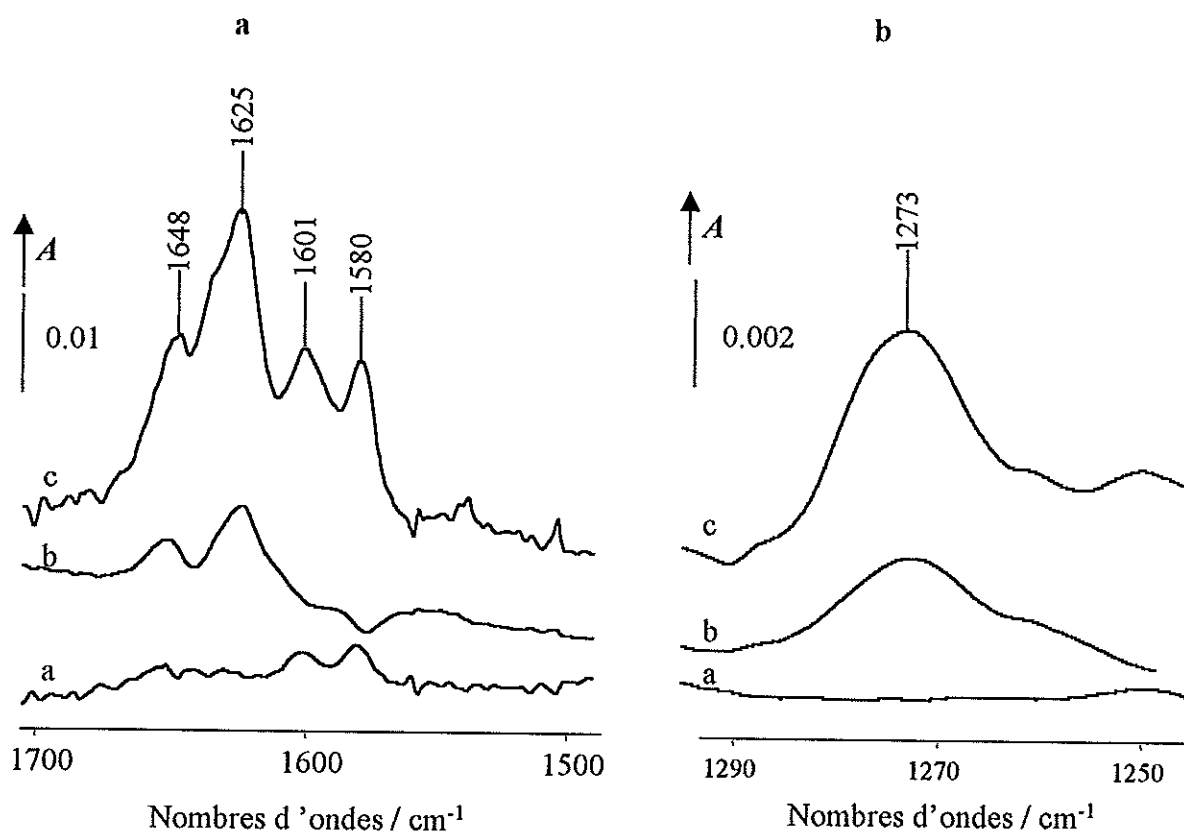 a
b
1648
1625
1601
1580
A
0.01
c
b
a
1700
1600
1500
Nombres d ’ondes / cm⁻¹
1273
A
0.002
c
b
a
1290
1270
1250
Nombres d’ondes / cm⁻¹